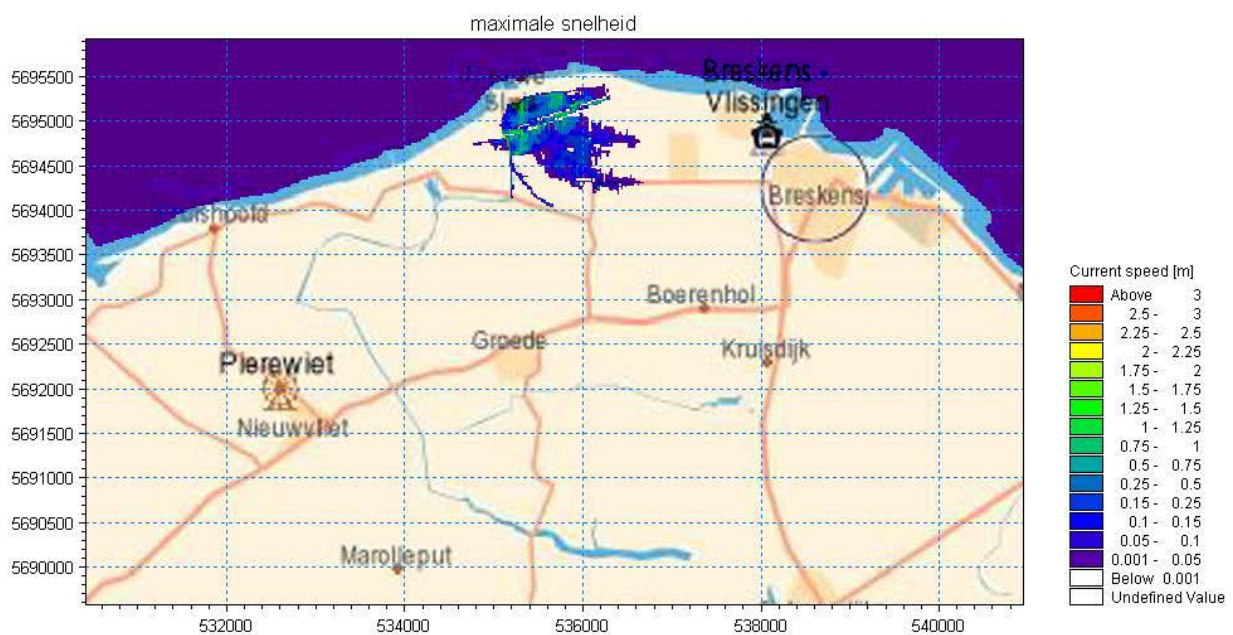 maximale snelheid
5695500
5695000
5694500
5694000
5693500
5693000
5692500
5692000
5691500
5691000
5690500
5690000
532000
534000
536000
538000
540000
Breskens -
Vlissingen
Breskens
Boerenhol
Groede
Kruisdijk
Pierewiet
Nieuwvliet
Marolleput
Current speed [m]
Above 3
2.5 - 3
2.25 - 2.5
2 - 2.25
1.75 - 2
1.5 - 1.75
1.25 - 1.5
1 - 1.25
0.75 - 1
0.5 - 0.75
0.25 - 0.5
0.15 - 0.25
0.1 - 0.15
0.05 - 0.1
0.001 - 0.05
Below 0.001
Undefined Value